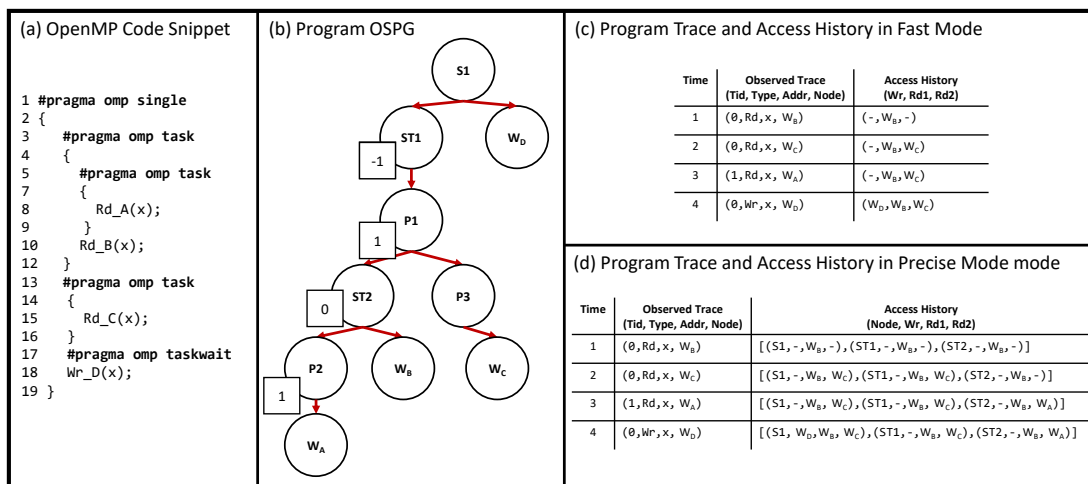 (a) OpenMP Code Snippet
1 #pragma omp single
2 {
3 #pragma omp task
4 {
5 #pragma omp task
7 {
8 Rd_A(x);
9 }
10 Rd_B(x);
12 }
13 #pragma omp task
14 {
15 Rd_C(x);
16 }
17 #pragma omp taskwait
18 Wr_D(x);
19 }
(b) Program OSPG
S1
ST1
W_D
-1
P1
1
ST2
P3
0
P2
W_B
W_C
1
W_A
(c) Program Trace and Access History in Fast Mode
Time Observed Trace (Tid, Type, Addr, Node) Access History (Wr, Rd1, Rd2)
1 (0,Rd,x, W_B) (-,W_B,-)
2 (0,Rd,x, W_C) (-,W_B,W_C)
3 (1,Rd,x, W_A) (-,W_B,W_C)
4 (0,Wr,x, W_D) (W_D,W_B,W_C)
(d) Program Trace and Access History in Precise Mode mode
Time Observed Trace (Tid, Type, Addr, Node) Access History (Node, Wr, Rd1, Rd2)
1 (0,Rd,x, W_B) [(S1,-,W_B,-),(ST1,-,W_B,-),(ST2,-,W_B,-)]
2 (0,Rd,x, W_C) [(S1,-,W_B, W_C),(ST1,-,W_B, W_C),(ST2,-,W_B,-)]
3 (1,Rd,x, W_A) [(S1,-,W_B, W_C),(ST1,-,W_B, W_C),(ST2,-,W_B, W_A)]
4 (0,Wr,x, W_D) [(S1, W_D,W_B, W_C),(ST1,-,W_B, W_C),(ST2,-,W_B, W_A)]